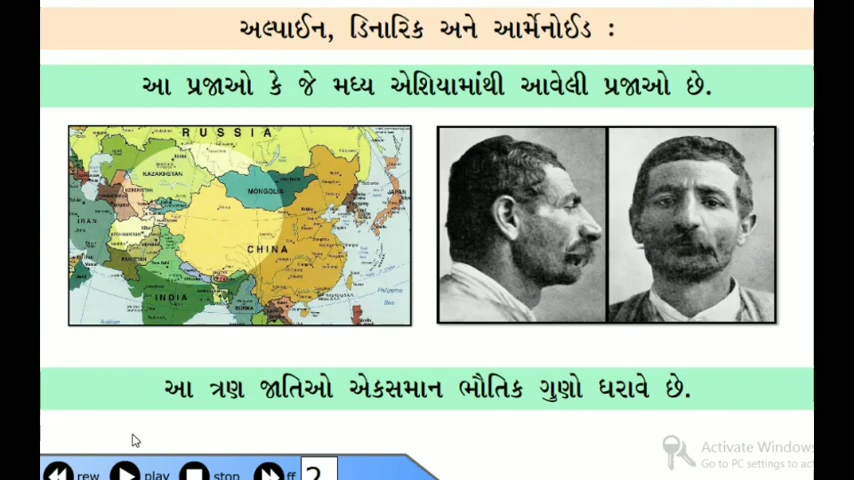 અલ્પાઈન, ડિનારિક અને આર્મેનોઈડ :
આ પ્રજાઓ કે જે મધ્ય એશિયામાંથી આવેલી પ્રજાઓ છે.
RUSSIA
KAZAKHSTAN
MONGOLIA
JAPAN
IRAN
CHINA
INDIA
આ ત્રણ જાતિઓ એકસમાન ભૌતિક ગુણો ધરાવે છે.
Activate Windows
Go to PC settings to
rew play stop ff 2